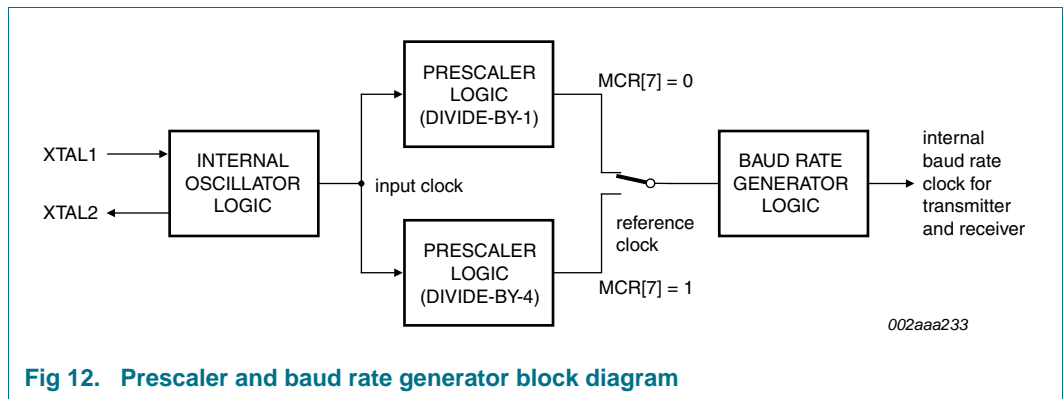 PRESCALER
LOGIC
(DIVIDE-BY-1)
MCR[7] = 0
XTAL1
XTAL2
INTERNAL
OSCILLATOR
LOGIC
input clock
BAUD RATE
GENERATOR
LOGIC
internal
baud rate
clock for
transmitter
and receiver
reference
clock
PRESCALER
LOGIC
(DIVIDE-BY-4)
MCR[7] = 1
002aaa233
Fig 12. Prescaler and baud rate generator block diagram